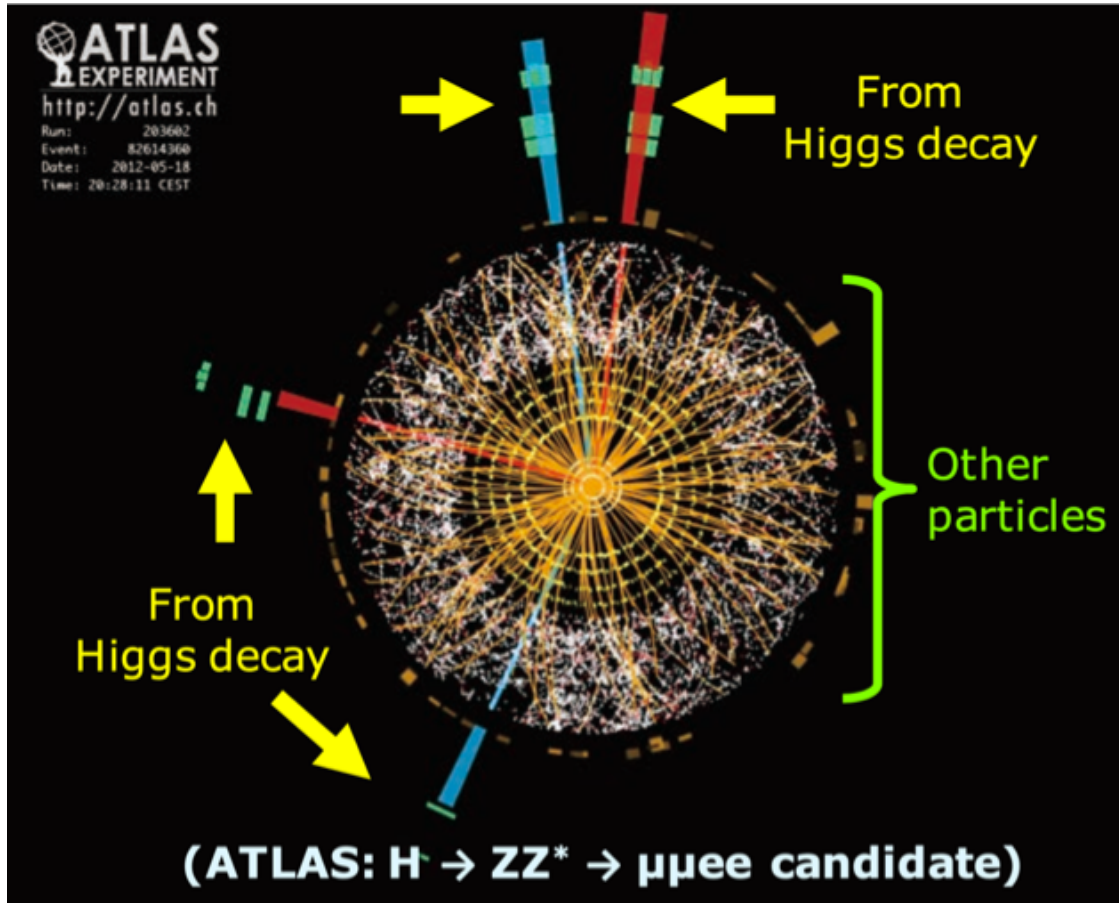 ATLAS
EXPERIMENT
http://atlas.ch
Run: 203602
Event: 82614360
Date: 2012-05-18
Time: 20:28:11 CEST
From
Higgs decay
Other
particles
From
Higgs decay
(ATLAS: H → ZZ* → μμee candidate)